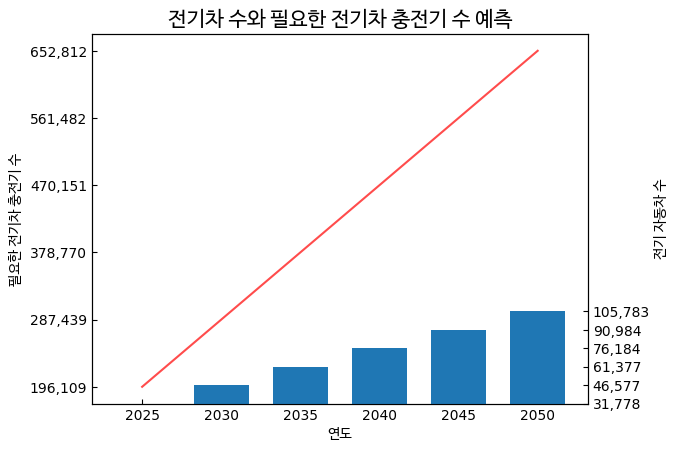 전기차 수와 필요한 전기차 충전기 수 예측
652,812
561,482
470,151
378,770
287,439
196,109
필요한 전기차 충전기 수
2025 2030 2035 2040 2045 2050
연도
105,783
90,984
76,184
61,377
46,577
31,778
전기 자동차 수